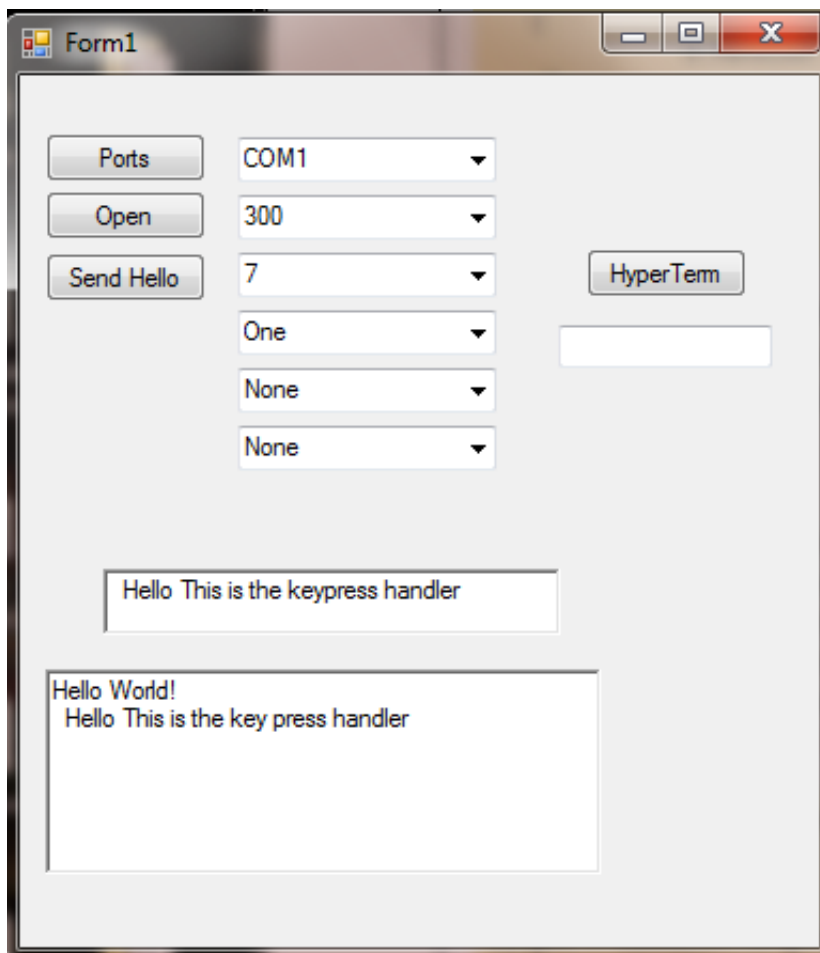 Form1
Ports
COM1
Open
300
Send Hello
7
HyperTerm
One
None
None
Hello This is the keypress handler
Hello World!
Hello This is the key press handler